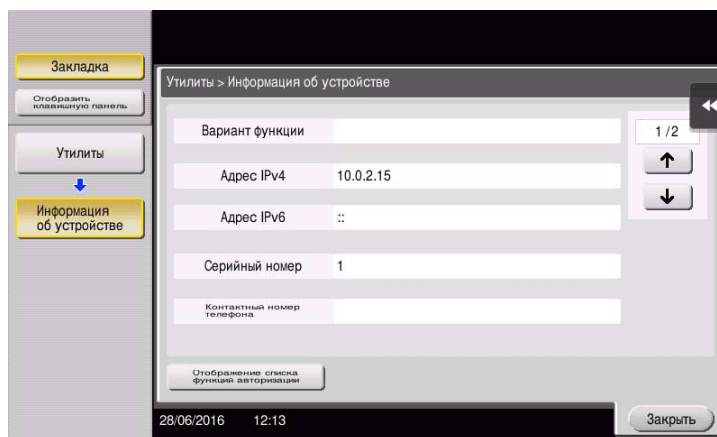 Закладка
Отобразить
клавишную панель
Утилиты
Информация
об устройстве
Утилиты > Информация об устройстве
Вариант функции
1 /2
Адрес IPv4 10.0.2.15
Адрес IPv6 ::
Серийный номер 1
Контактный номер
телефона
Отображение списка
функций авторизации
28/06/2016 12:13
Закрыть